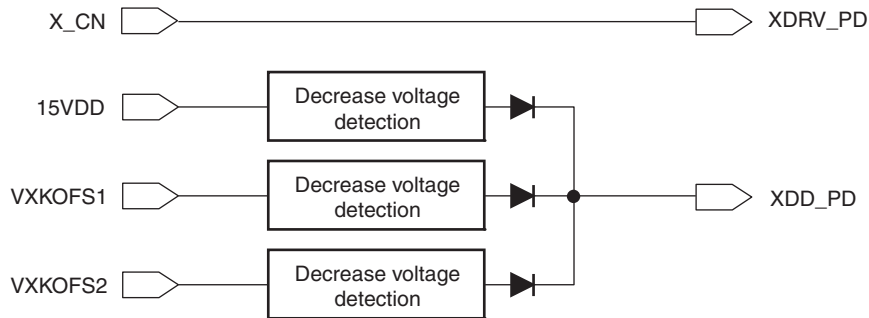 X_CN
XDRV_PD
15VDD
Decrease voltage
detection
VXKOFS1
Decrease voltage
detection
XDD_PD
VXKOFS2
Decrease voltage
detection